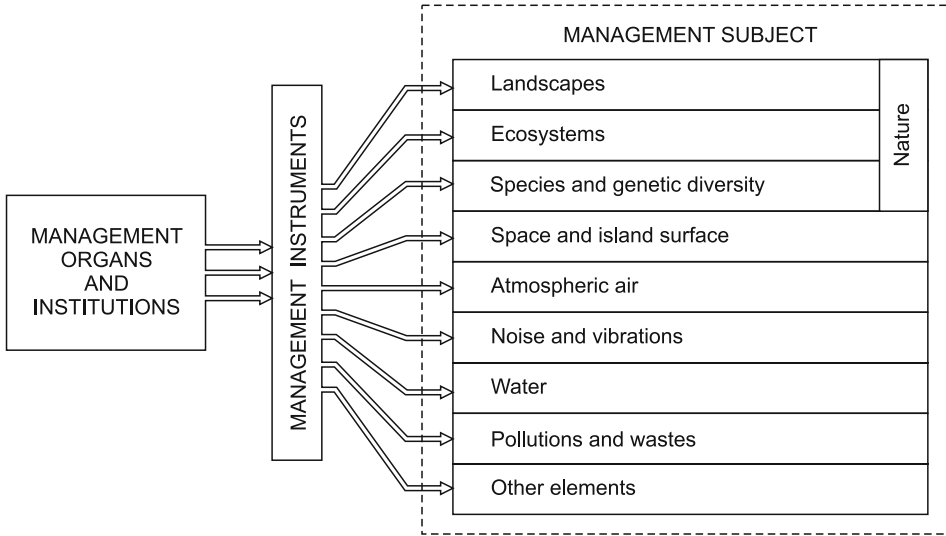 MANAGEMENT SUBJECT
Landscapes
Ecosystems
Species and genetic diversity
Nature
Space and island surface
Atmospheric air
Noise and vibrations
Water
Pollutions and wastes
Other elements
MANAGEMENT INSTRUMENTS
MANAGEMENT
ORGANS
AND
INSTITUTIONS